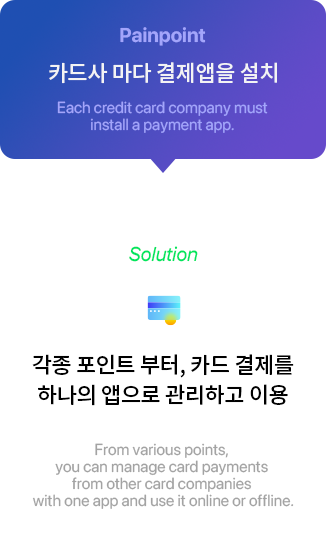 Painpoint
카드사 마다 결제앱을 설치
Each credit card company must
install a payment app.
Solution
각종 포인트 부터, 카드 결제를
하나의 앱으로 관리하고 이용
From various points,
you can manage card payments
from other card companies
with one app and use it online or offline.